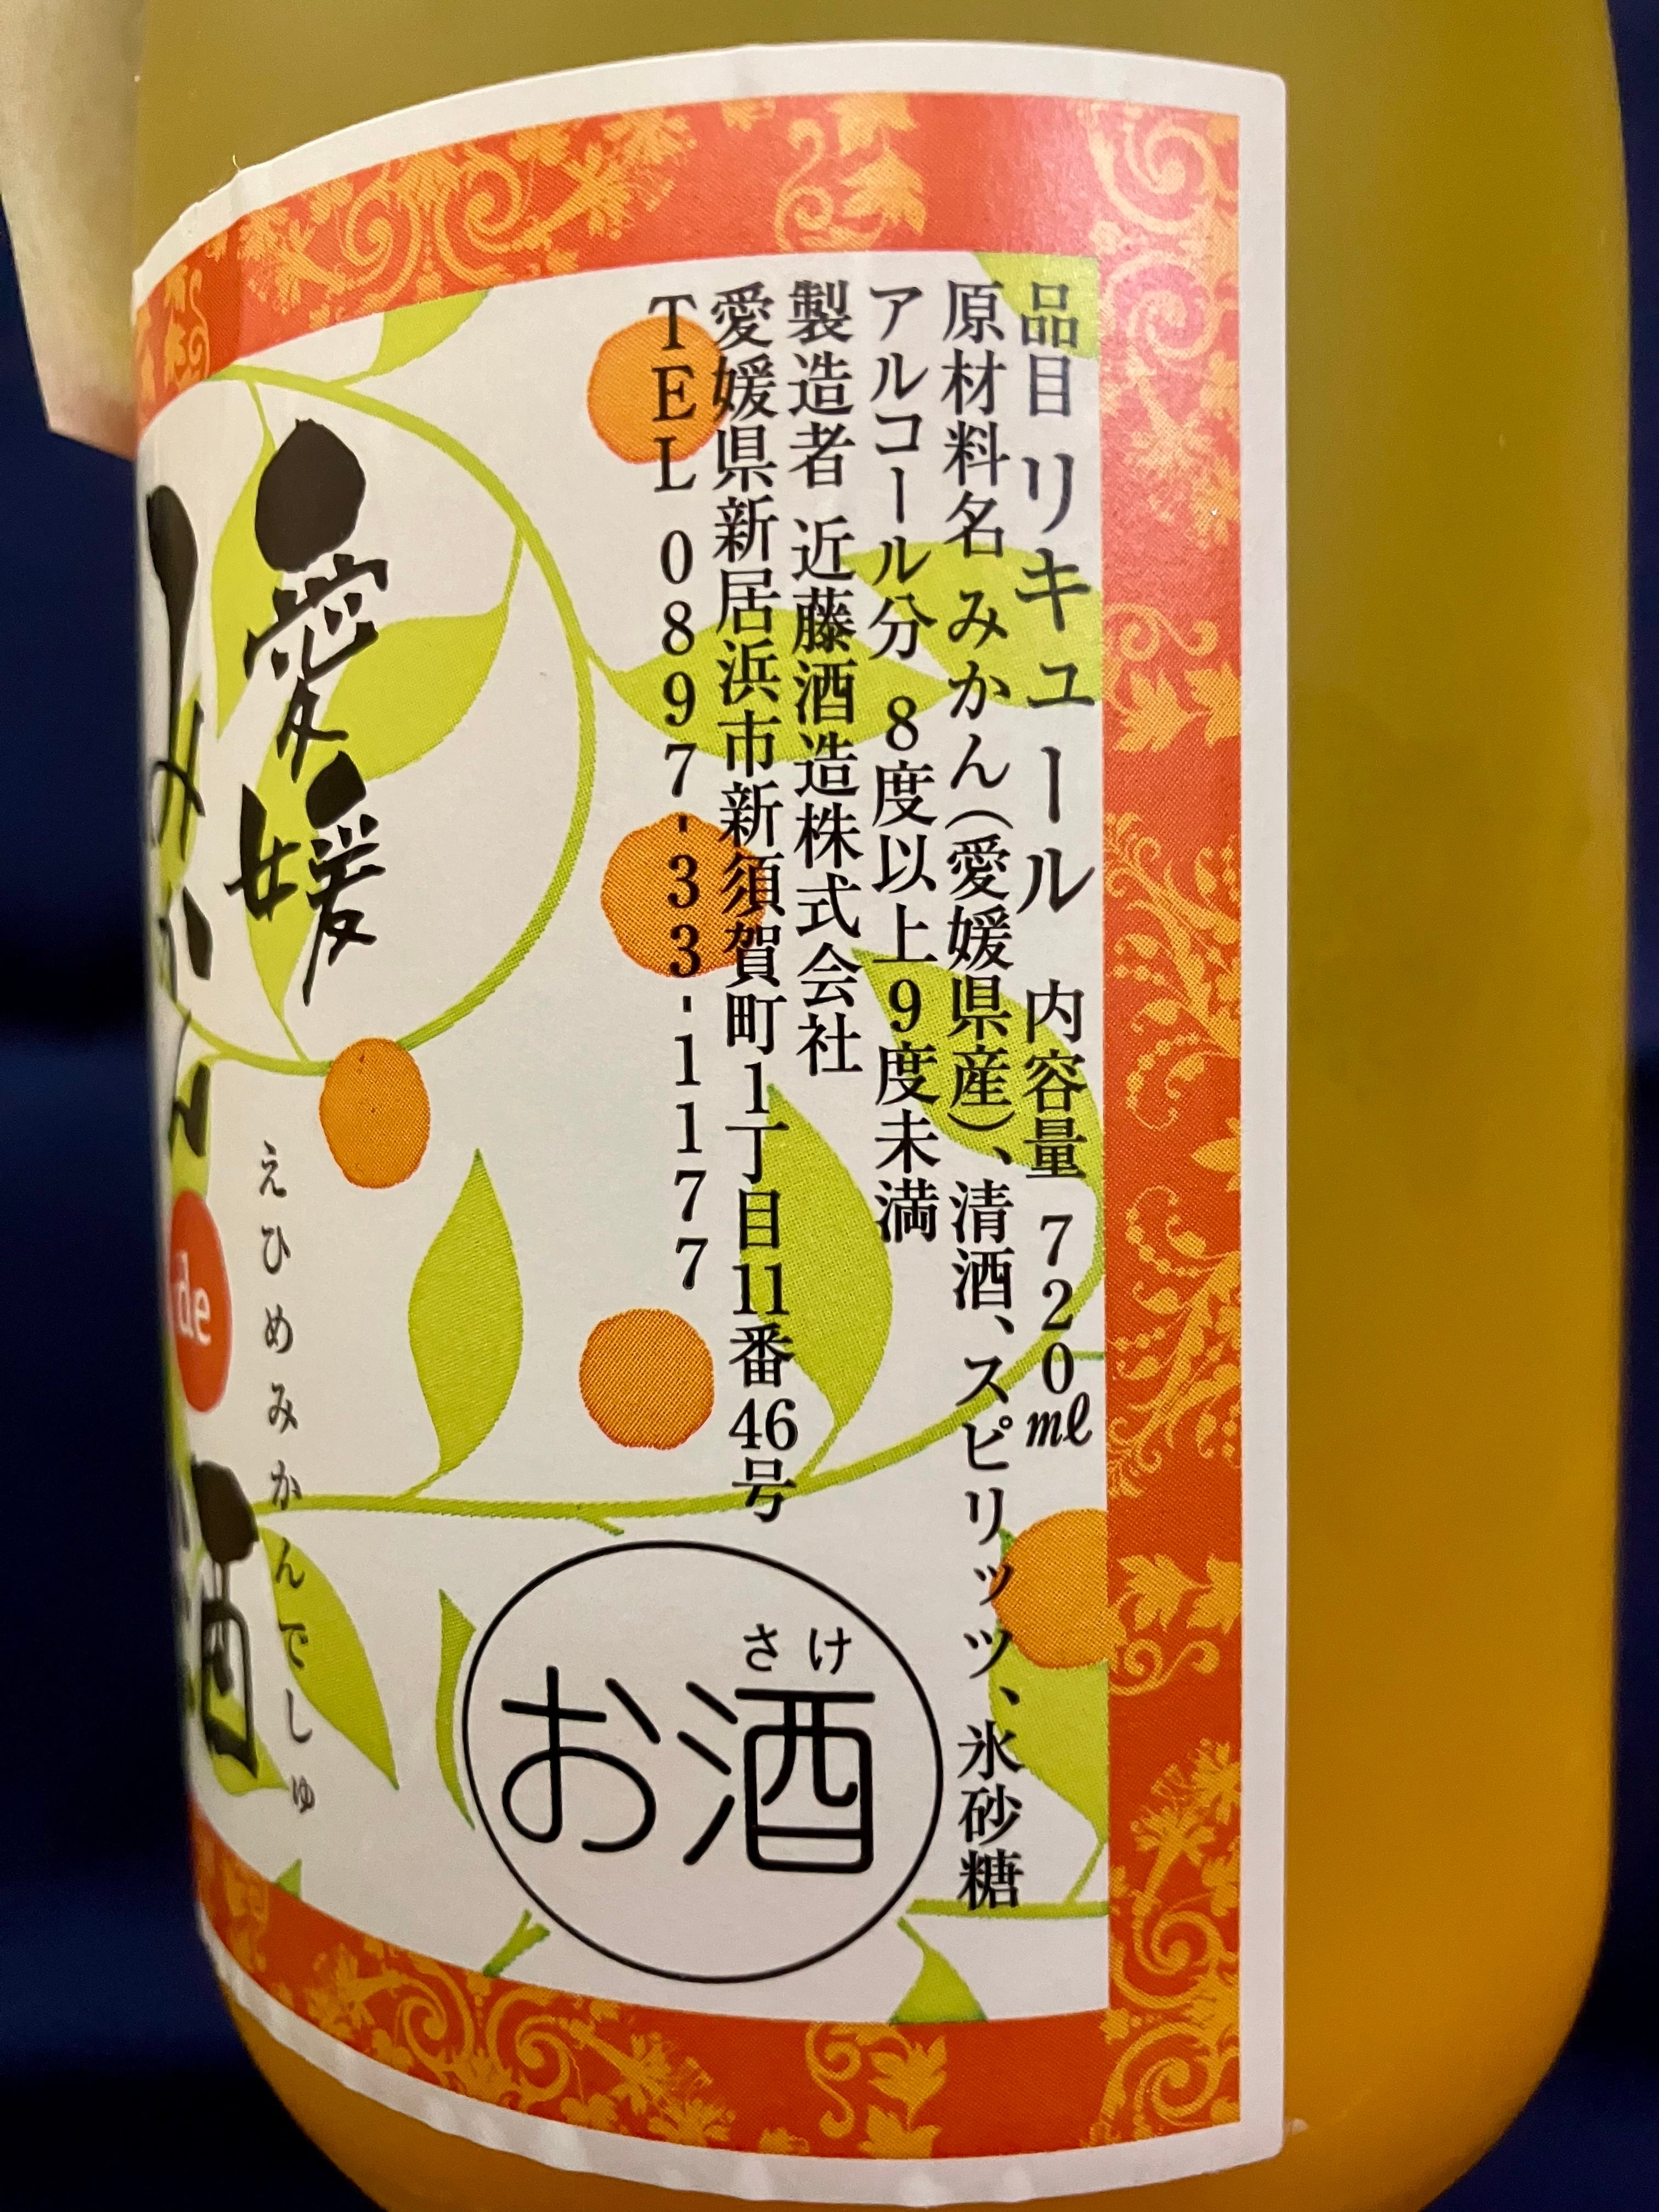 品目 リキュール 内容量 720㎖
原材料名 みかん(愛媛県産)、清酒、スピリッツ、氷砂糖
アルコール分 8度以上9度未満
製造者 近藤酒造株式会社
愛媛県新居浜市新須賀町1丁目11番46号
TEL 0897-33-1177
さけ
お酒
愛媛
えひめみかんでしゅ
みかん
de
酒